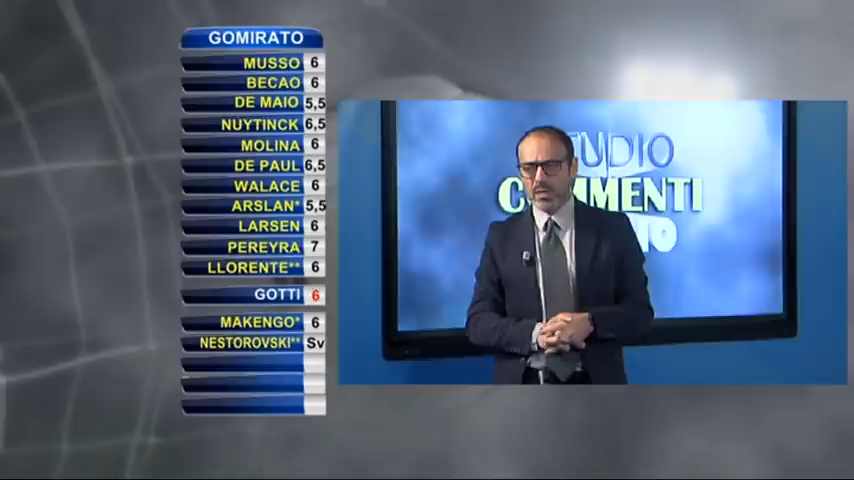 GOMIRATO
MUSSO 6
BECAO 6
DE MAIO 5,5
NUYTINCK 6,5
MOLINA 6
DE PAUL 6,5
WALACE 6
ARSLAN* 5,5
LARSEN 6
PEREYRA 7
LLORENTE** 6
GOTTI 6
MAKENGO* 6
NESTOROVSKI** Sv